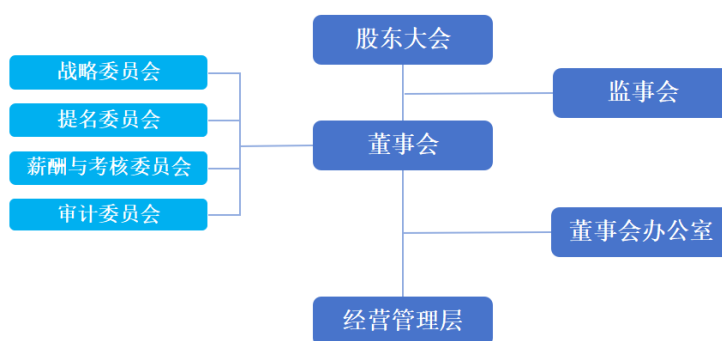 股东大会
战略委员会
监事会
提名委员会
董事会
薪酬与考核委员会
审计委员会
董事会办公室
经营管理层